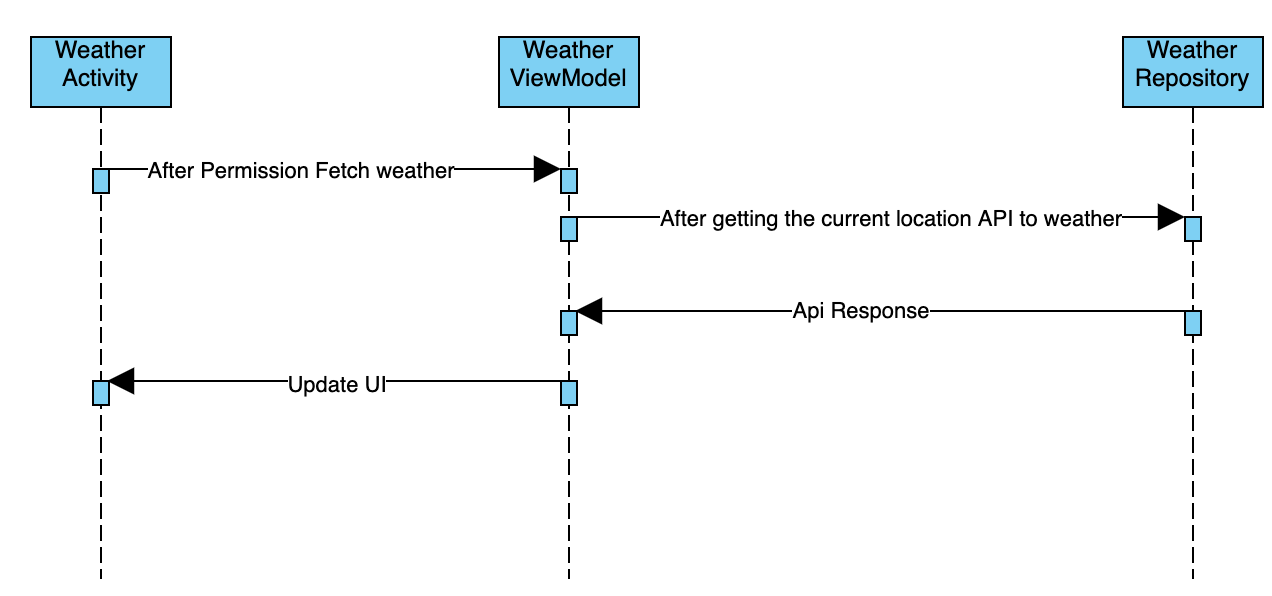 Weather
Activity
Weather
ViewModel
Weather
Repository
After Permission Fetch weather
After getting the current location API to weather
Api Response
Update UI